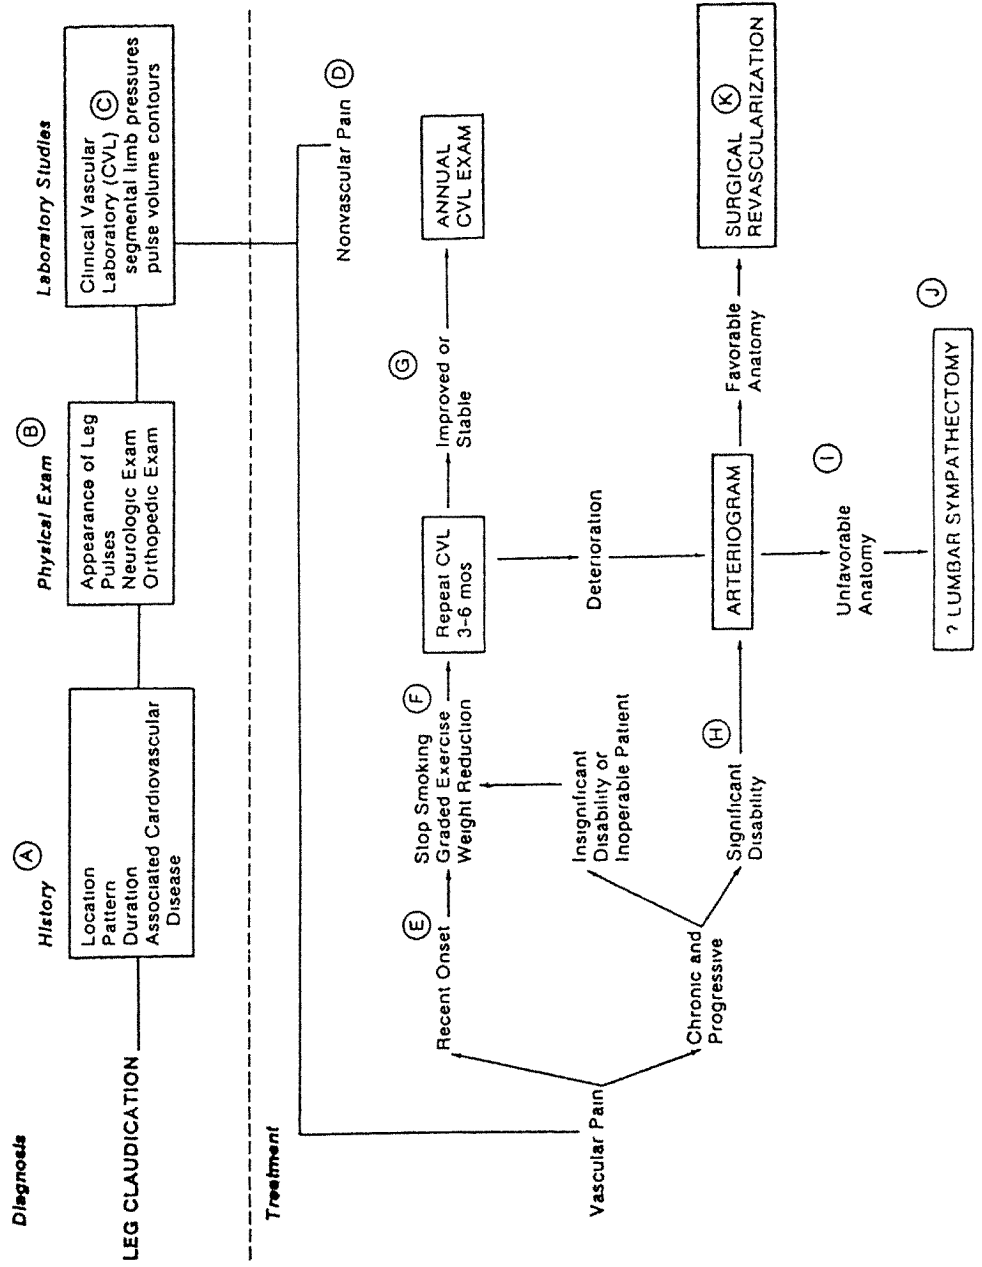 Diagnosis
LEG CLAUDICATION
History A
Location
Pattern
Duration
Associated Cardiovascular
Disease
Physical Exam B
Appearance of Leg
Pulses
Neurologic Exam
Orthopedic Exam
Laboratory Studies
Clinical Vascular
Laboratory (CVL) C
segmental limb pressures
pulse volume contours
Treatment
Nonvascular Pain D
Vascular Pain
Recent Onset E
Stop Smoking F
Graded Exercise
Weight Reduction
Repeat CVL
3-6 mos
G
Improved or
Stable
ANNUAL
CVL EXAM
Chronic and
Progressive
Insignificant
Disability or
Inoperable Patient
Deterioration
Significant H
Disability
ARTERIOGRAM
Favorable
Anatomy
SURGICAL K
REVASCULARIZATION
Unfavorable I
Anatomy
? LUMBAR SYMPATHECTOMY J